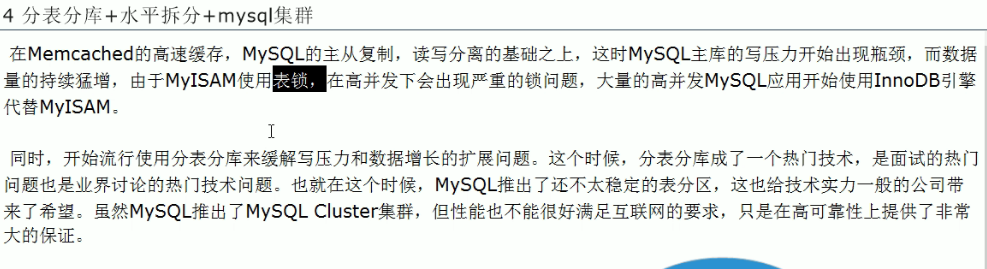 4 分表分库+水平拆分+mysql集群
在Memcached的高速缓存，MySQL的主从复制，读写分离的基础之上，这时MySQL主库的写压力开始出现瓶颈，而数据
量的持续猛增，由于MyISAM使用表锁，在高并发下会出现严重的锁问题，大量的高并发MySQL应用开始使用InnoDB引擎
代替MyISAM。
同时，开始流行使用分表分库来缓解写压力和数据增长的扩展问题。这个时候，分表分库成了一个热门技术，是面试的热门
问题也是业界讨论的热门技术问题。也就在这个时候，MySQL推出了还不太稳定的表分区，这也给技术实力一般的公司带
来了希望。虽然MySQL推出了MySQL Cluster集群，但性能也不能很好满足互联网的要求，只是在高可靠性上提供了非常
大的保证。